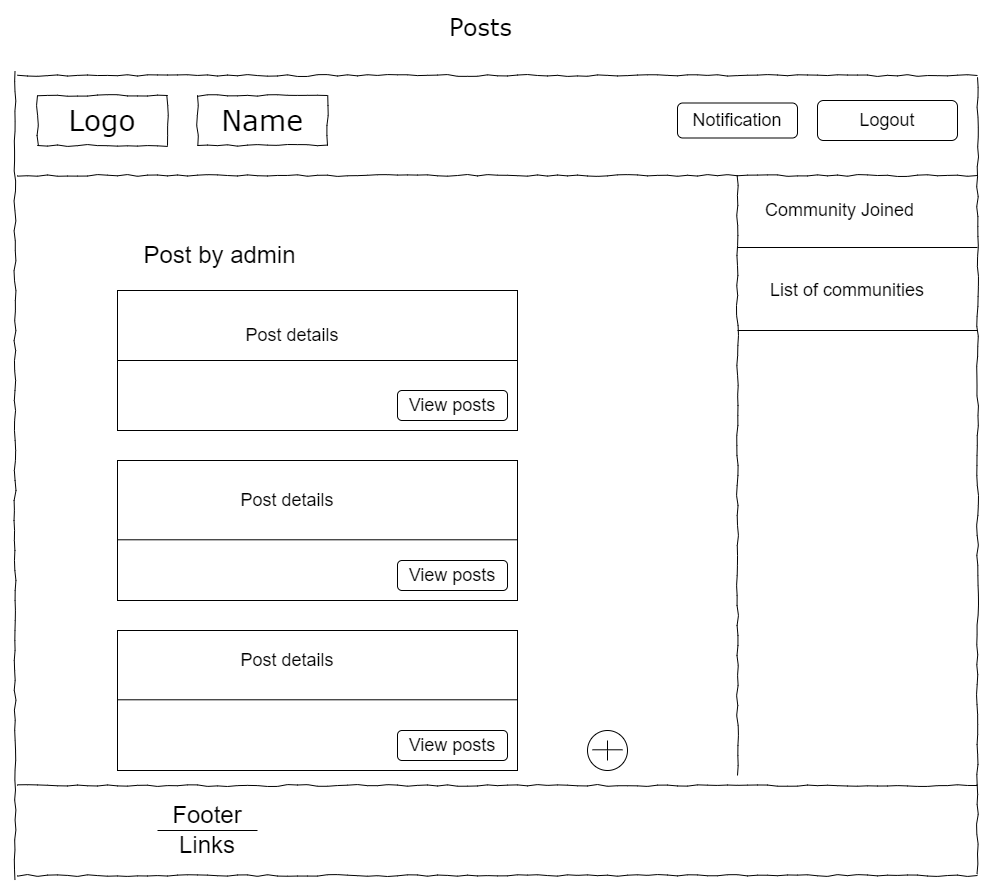 Posts
Logo
Name
Notification
Logout
Community Joined
List of communities
Post by admin
Post details
View posts
Post details
View posts
Post details
View posts
Footer
Links